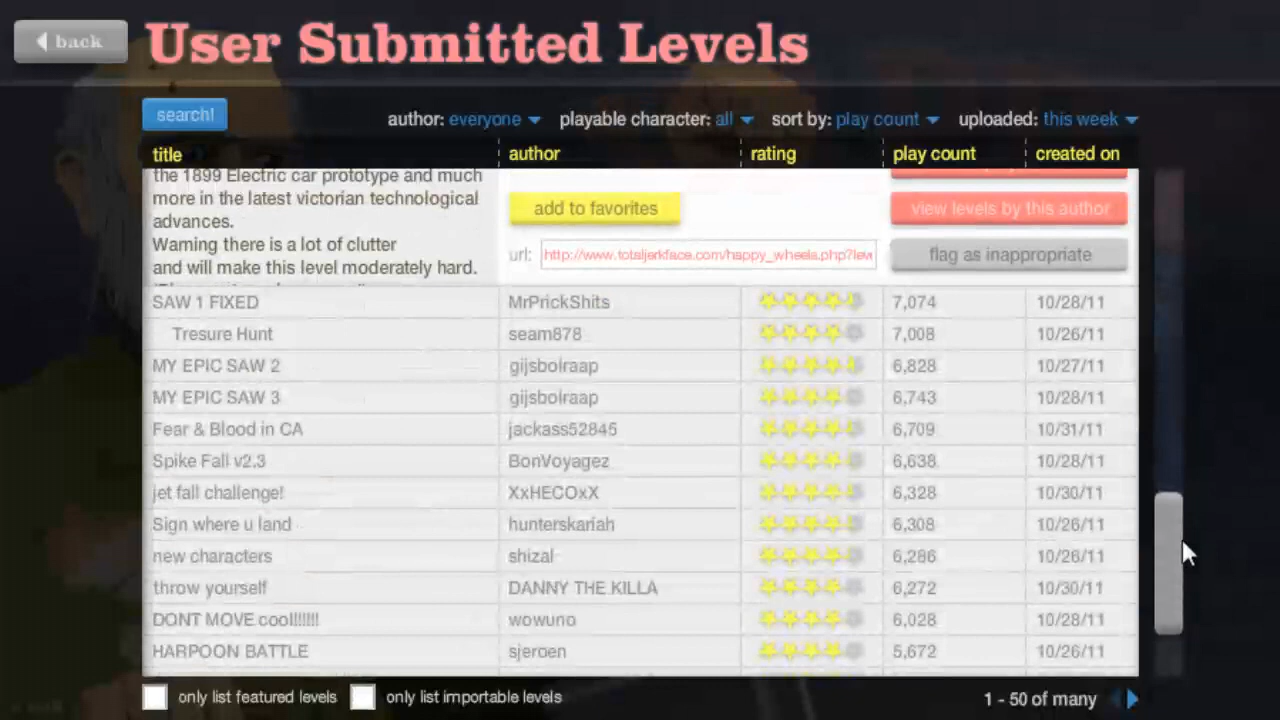 back
User Submitted Levels
search!
author: everyone playable character: all sort by: play count uploaded: this week
title author rating play count created on
the 1899 Electric car prototype and much
more in the latest victorian technological
advances.
Warning there is a lot of clutter
and will make this level moderately hard.
add to favorites
view levels by this author
url: http://www.totaljerkface.com/happy_wheels.php?lev
flag as inappropriate
SAW 1 FIXED MrPrickShits 7,074 10/28/11
Tresure Hunt seam878 7,008 10/26/11
MY EPIC SAW 2 gijsbolraap 6,828 10/27/11
MY EPIC SAW 3 gijsbolraap 6,743 10/28/11
Fear & Blood in CA jackass52845 6,709 10/31/11
Spike Fall v2.3 BonVoyagez 6,638 10/28/11
jet fall challenge! XxHECOxX 6,328 10/30/11
Sign where u land hunterskariah 6,308 10/26/11
new characters shizal 6,286 10/26/11
throw yourself DANNY THE KILLA 6,272 10/30/11
DONT MOVE cool!!!!!!! wowuno 6,028 10/28/11
HARPOON BATTLE sjeroen 5,672 10/26/11
only list featured levels only list importable levels 1 - 50 of many